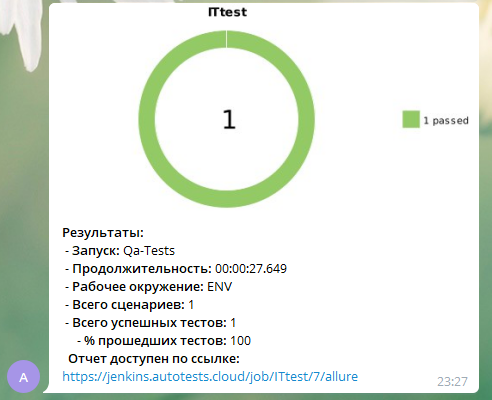 ITtest
1
1 passed
Результаты:
- Запуск: Qa-Tests
- Продолжительность: 00:00:27.649
- Рабочее окружение: ENV
- Всего сценариев: 1
- Всего успешных тестов: 1
- % прошедших тестов: 100
Отчет доступен по ссылке:
https://jenkins.autotests.cloud/job/ITtest/7/allure
A
23:27